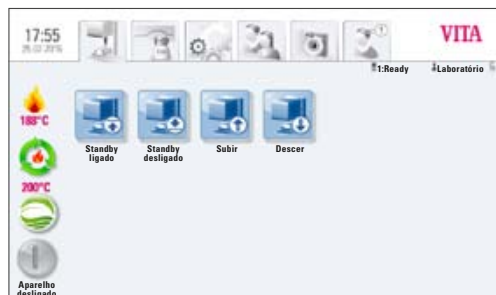 17:55
VITA
1:Ready
Laboratório
188°C
Standby ligado
Standby desligado
Subir
Descer
200°C
Aparelho desligado